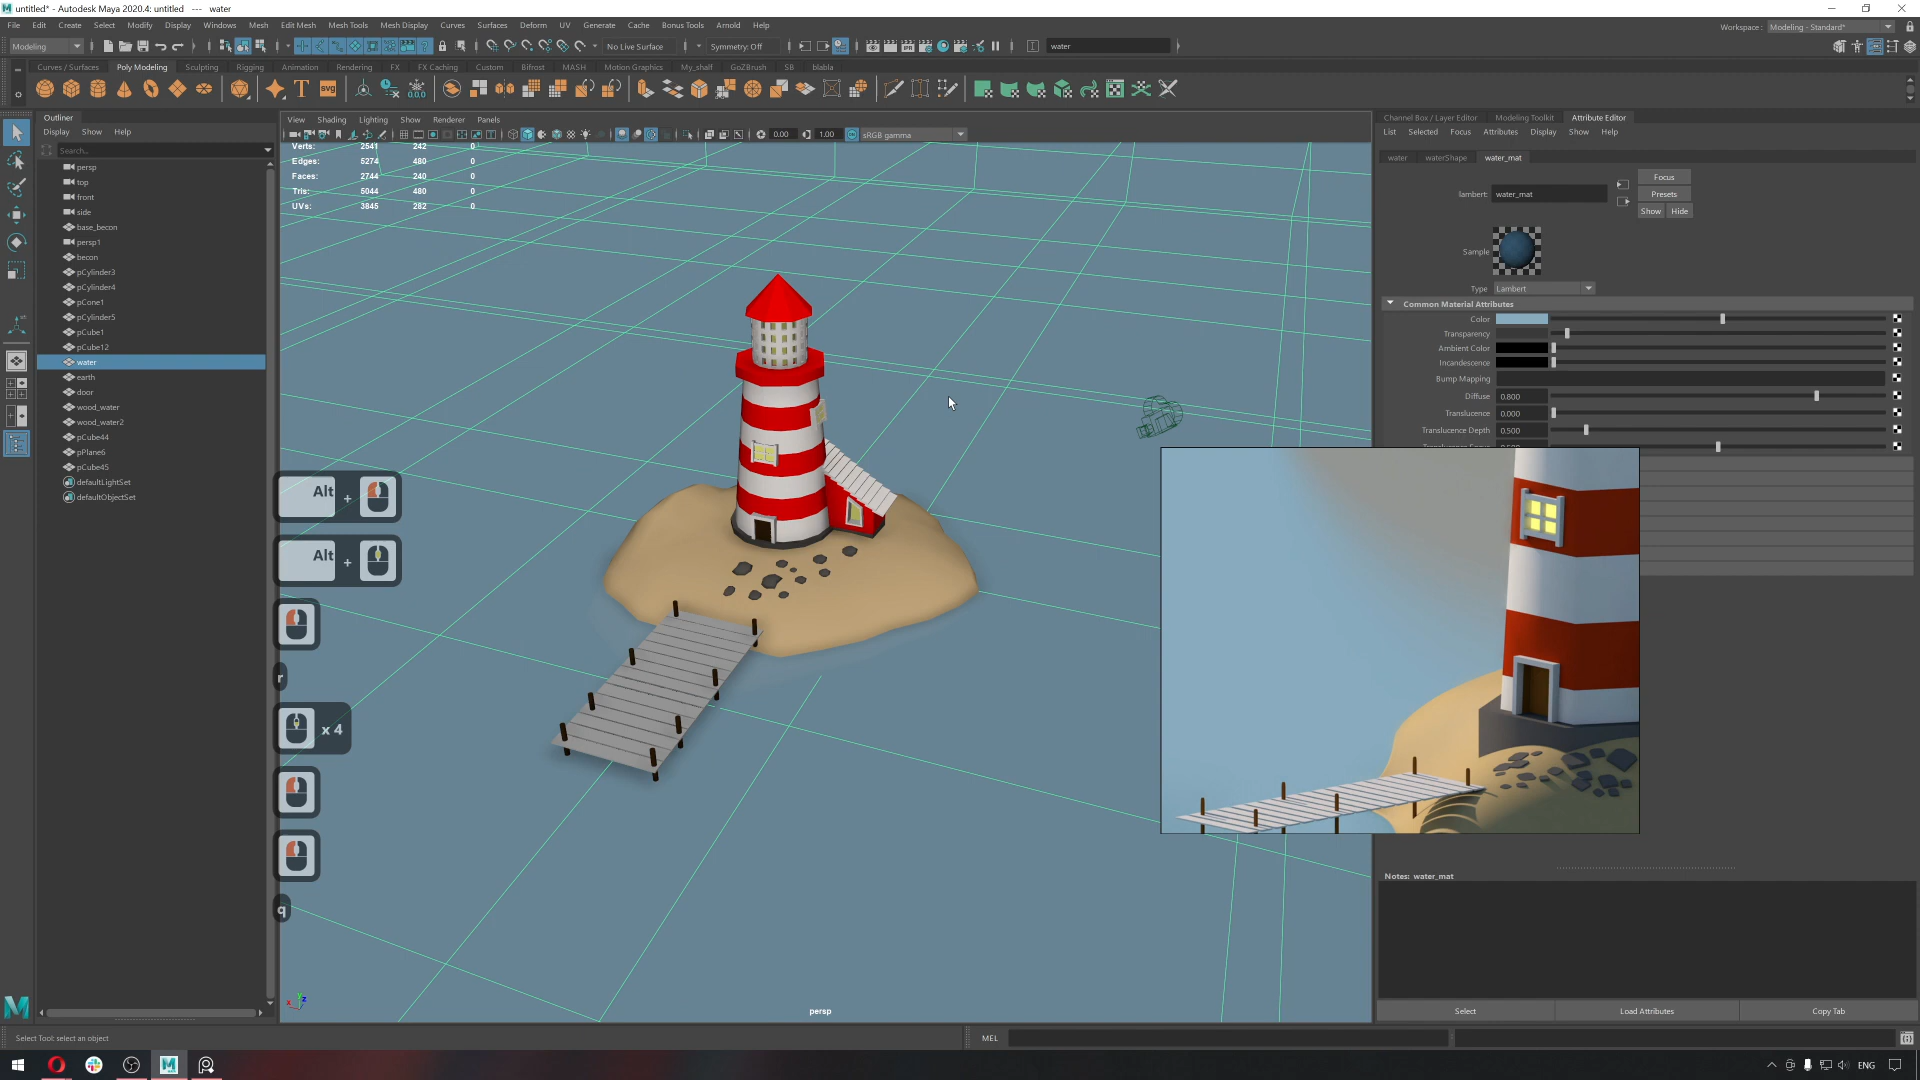 untitled* - Autodesk Maya 2020.4: untitled --- water
File Edit Create Select Modify Display Windows Mesh Edit Mesh Mesh Tools Mesh Display Curves Surfaces Deform UV Generate Cache Bonus Tools Arnold Help
Workspace : Modeling - Standard*
Modeling
No Live Surface
Symmetry: Off
water
Curves / Surfaces Poly Modeling Sculpting Rigging Animation Rendering FX FX Caching Custom Bifrost MASH Motion Graphics My_shelf GoZBrush SB blabla
Outliner
Display Show Help
Search...
persp
top
front
side
base_becon
persp1
becon
pCylinder3
pCylinder4
pCone1
pCylinder5
pCube1
pCube12
water
earth
door
wood_water
wood_water2
pCube44
pPlane6
pCube45
defaultLightSet
defaultObjectSet
View Shading Lighting Show Renderer Panels
0.00 1.00 sRGB gamma
Verts: 2541 242 0
Edges: 5274 480 0
Faces: 2744 240 0
Tris: 5044 480 0
UVs: 3845 282 0
Alt +
Alt +
r
x 4
q
persp
Channel Box / Layer Editor Modeling Toolkit Attribute Editor
List Selected Focus Attributes Display Show Help
water waterShape water_mat
Focus
lambert: water_mat
Presets
Show Hide
Sample
Type Lambert
Common Material Attributes
Color
Transparency
Ambient Color
Incandescence
Bump Mapping
Diffuse 0.800
Translucence 0.000
Translucence Depth 0.500
Notes: water_mat
Select Load Attributes Copy Tab
Select Tool: select an object
MEL
ENG